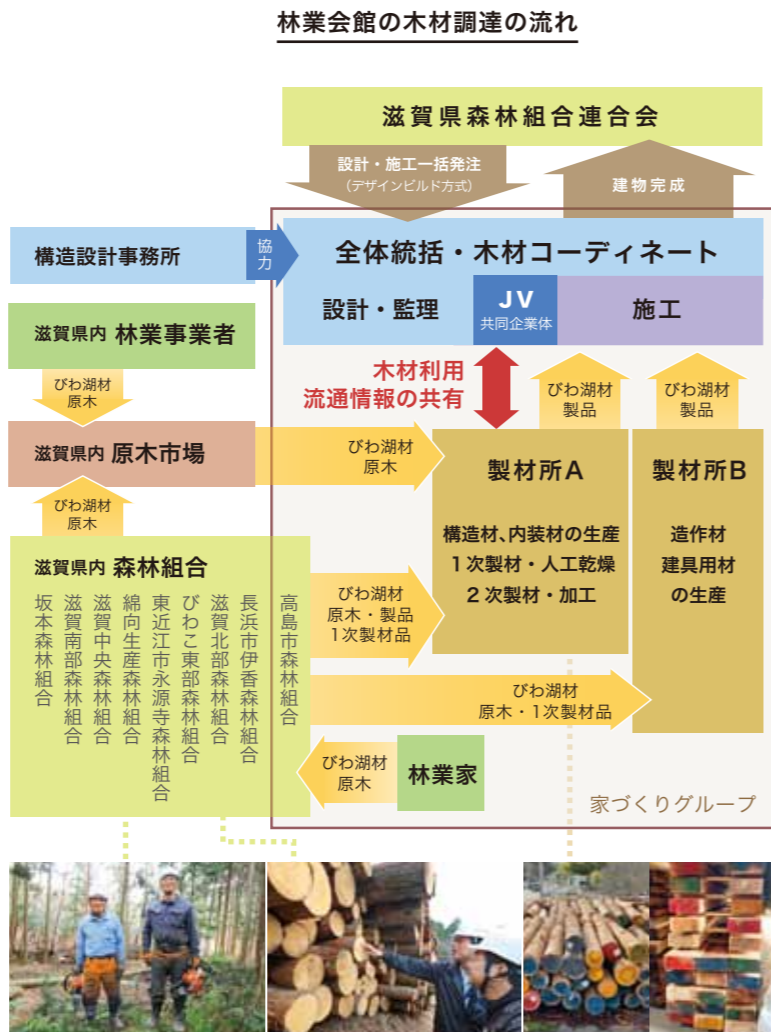 林業会館の木材調達の流れ
滋賀県森林組合連合会
設計・施工一括発注
（デザインビルド方式）
建物完成
構造設計事務所
協力
全体統括・木材コーディネート
設計・監理
JV
共同企業体
施工
滋賀県内 林業事業者
びわ湖材
原木
木材利用
流通情報の共有
びわ湖材
製品
びわ湖材
製品
滋賀県内 原木市場
びわ湖材
原木
びわ湖材
原木
製材所A
構造材、内装材の生産
1次製材・人工乾燥
2次製材・加工
製材所B
造作材
建具用材
の生産
滋賀県内 森林組合
坂本森林組合
滋賀南部森林組合
滋賀中央森林組合
綿向生産森林組合
東近江市永源寺森林組合
びわこ東部森林組合
滋賀北部森林組合
長浜市伊香森林組合
高島市森林組合
びわ湖材
原木・製品
1次製材品
びわ湖材
原木・1次製材品
びわ湖材
原木
林業家
家づくりグループ